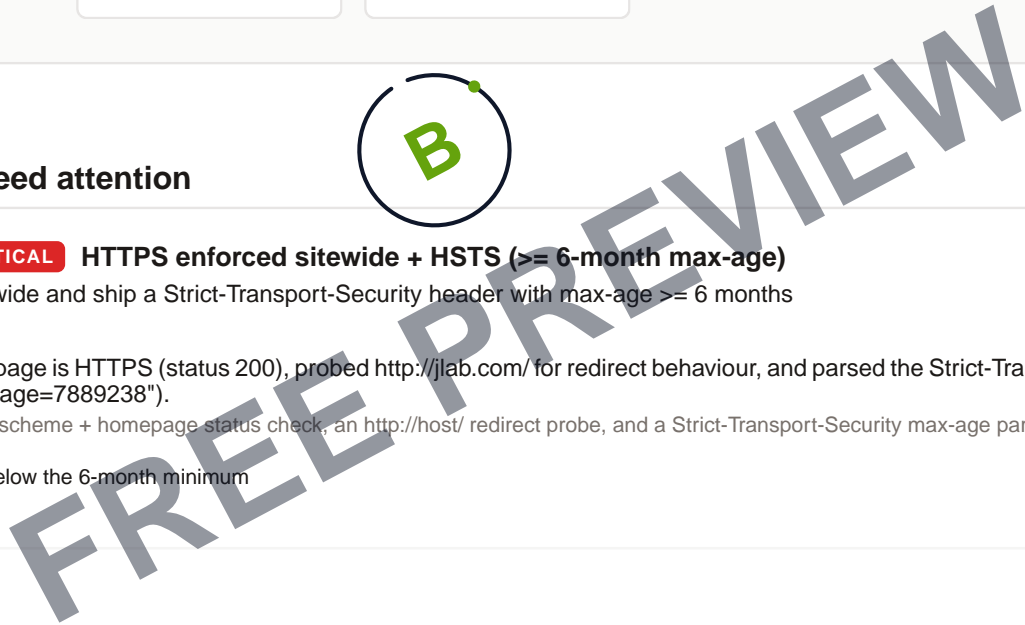 B
eed attention
TICAL HTTPS enforced sitewide + HSTS (>= 6-month max-age)
wide and ship a Strict-Transport-Security header with max-age >= 6 months
page is HTTPS (status 200), probed http://jlab.com/ for redirect behaviour, and parsed the Strict-Tra
age=7889238").
scheme + homepage status check, an http://host/ redirect probe, and a Strict-Transport-Security max-age par
elow the 6-month minimum
FREE PREVIEW